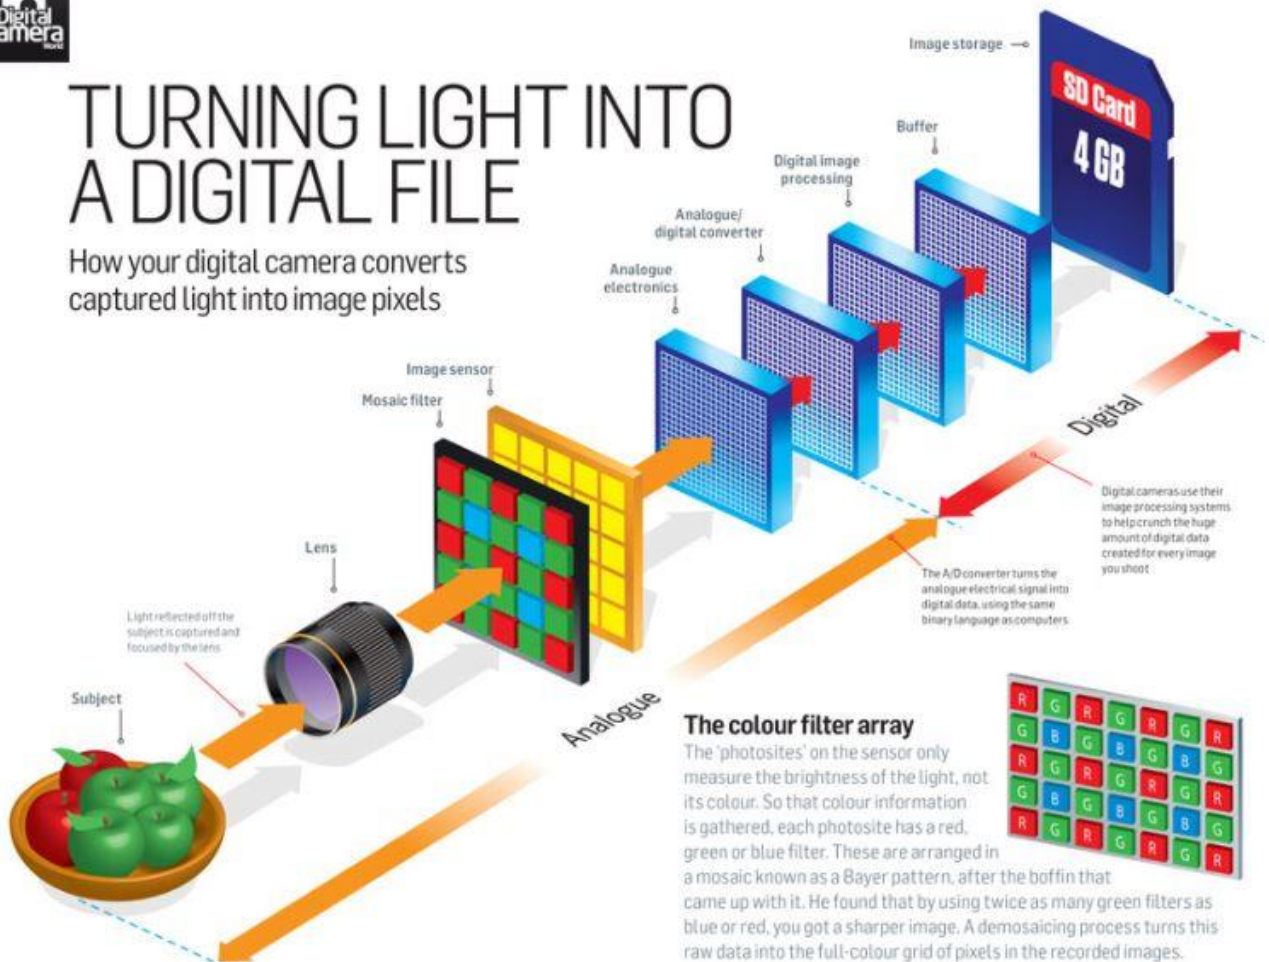 Digital
amera
World
TURNING LIGHT INTO
A DIGITAL FILE
How your digital camera converts
captured light into image pixels
Image storage
SD Card
4 GB
Buffer
Digital image
processing
Analogue/
digital converter
Analogue
electronics
Image sensor
Mosaic filter
Lens
Light reflected off the
subject is captured and
focused by the lens
Subject
Analogue
Digital
Digital cameras use their
image processing systems
to help crunch the huge
amount of digital data
created for every image
you shoot
The A/D converter turns the
analogue electrical signal into
digital data, using the same
binary language as computers
The colour filter array
The 'photosites' on the sensor only
measure the brightness of the light, not
its colour. So that colour information
is gathered, each photosite has a red,
green or blue filter. These are arranged in
a mosaic known as a Bayer pattern, after the boffin that
came up with it. He found that by using twice as many green filters as
blue or red, you got a sharper image. A demosaicing process turns this
raw data into the full-colour grid of pixels in the recorded images.
R G R G R G R
G B G B G B G
R G R G R G R
G B G B G B G
R G R G R G R